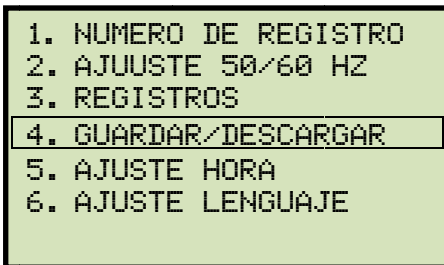 1. NUMERO DE REGISTRO
2. AJUUSTE 50/60 HZ
3. REGISTROS
4. GUARDAR/DESCARGAR
5. AJUSTE HORA
6. AJUSTE LENGUAJE